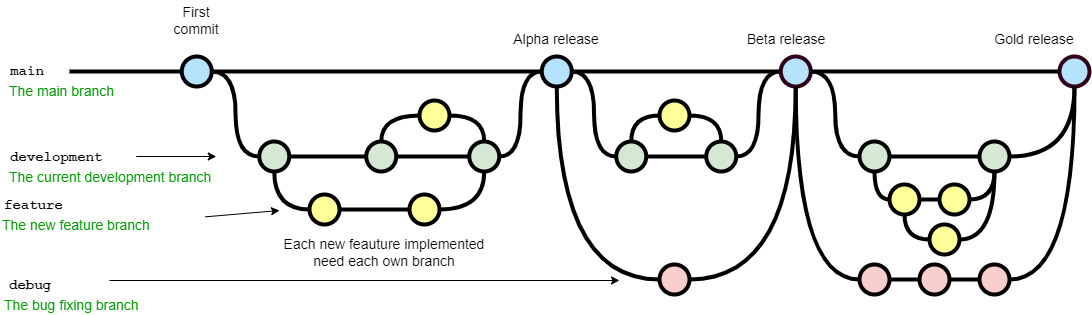 First
commit
Alpha release
Beta release
Gold release
main
The main branch
development
The current development branch
feature
The new feature branch
Each new feauture implemented
need each own branch
debug
The bug fixing branch